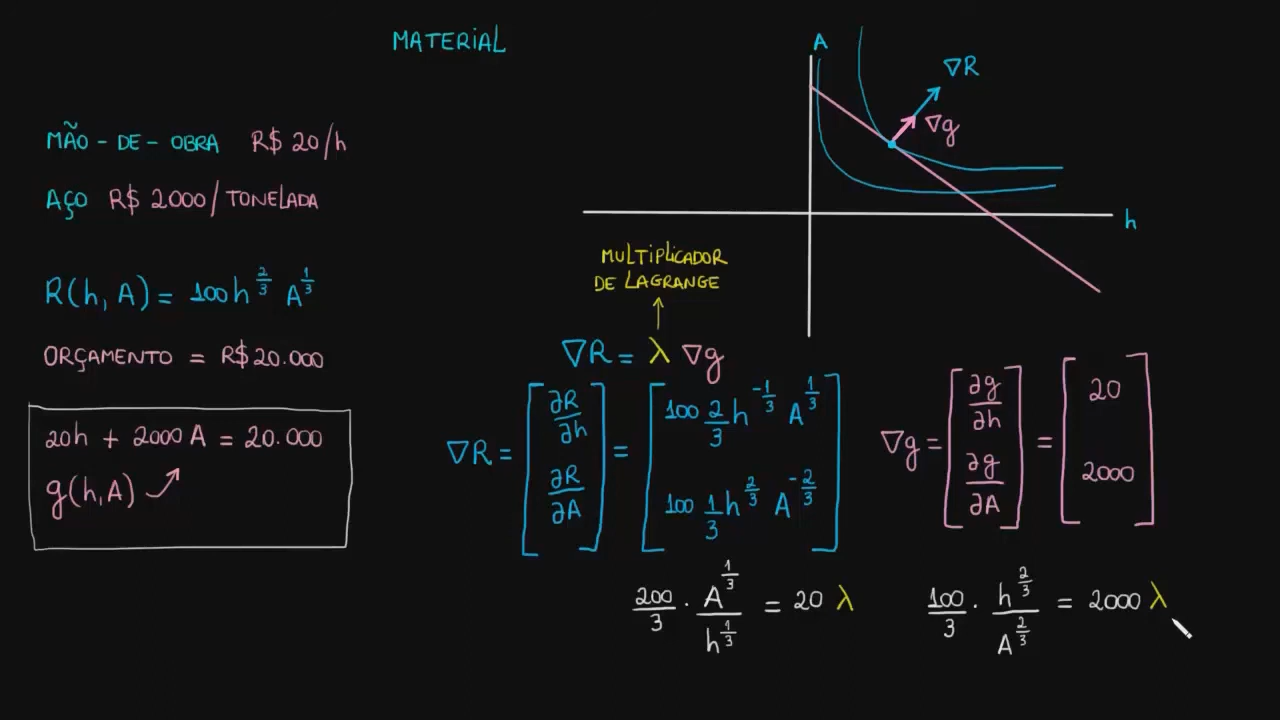 MATERIAL
MÃO-DE-OBRA R$ 20/h
AÇO R$ 2000/TONELADA
R(h, A) = 100 h^{2/3} A^{1/3}
ORÇAMENTO = R$ 20.000
20h + 2000 A = 20.000
g(h, A)
A
∇R
∇g
h
MULTIPLICADOR
DE LAGRANGE
∇R = λ ∇g
∇R = [∂R/∂h ∂R/∂A] = [100 2/3 h^{-1/3} A^{1/3} 100 1/3 h^{2/3} A^{-2/3}]
∇g = [∂g/∂h ∂g/∂A] = [20 2000]
200/3 · A^{1/3}/h^{1/3} = 20 λ
100/3 · h^{2/3}/A^{2/3} = 2000 λ